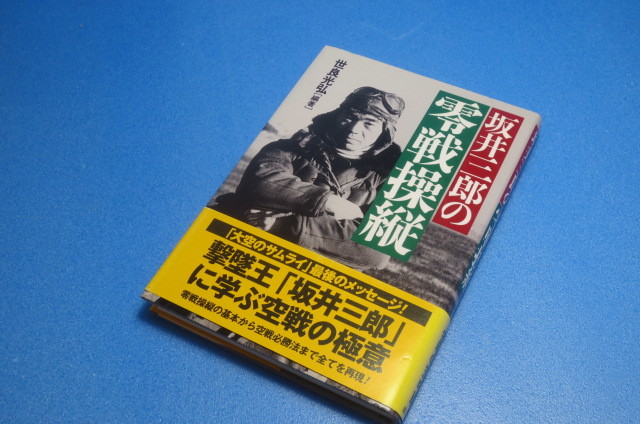 坂井三郎の
零戦操縦
世良光弘[編著]
「大空のサムライ」最後のメッセージ!
撃墜王「坂井三郎」
に学ぶ空戦の極意
零戦操縦の基本から空戦必勝法まで全てを再現!